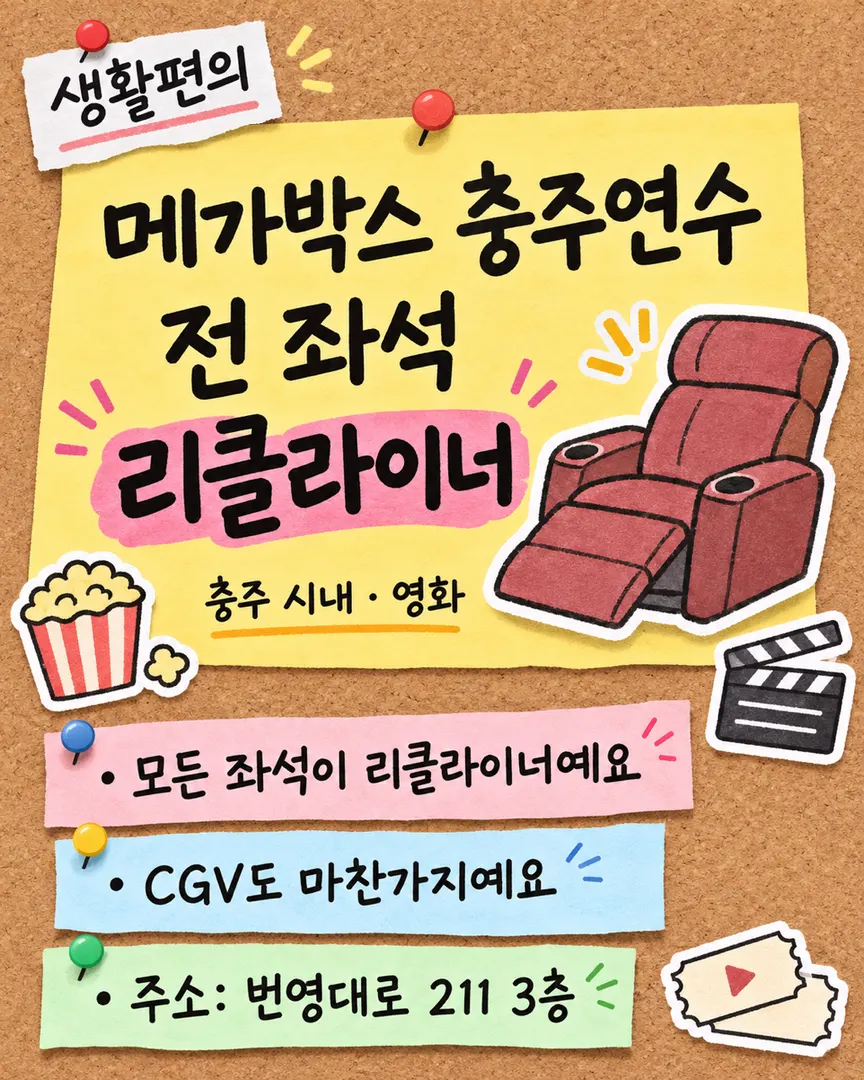 생활편의
메가박스 충주연수
전 좌석
리클라이너
충주 시내 · 영화
• 모든 좌석이 리클라이너예요
• CGV도 마찬가지예요
• 주소: 번영대로 211 3층